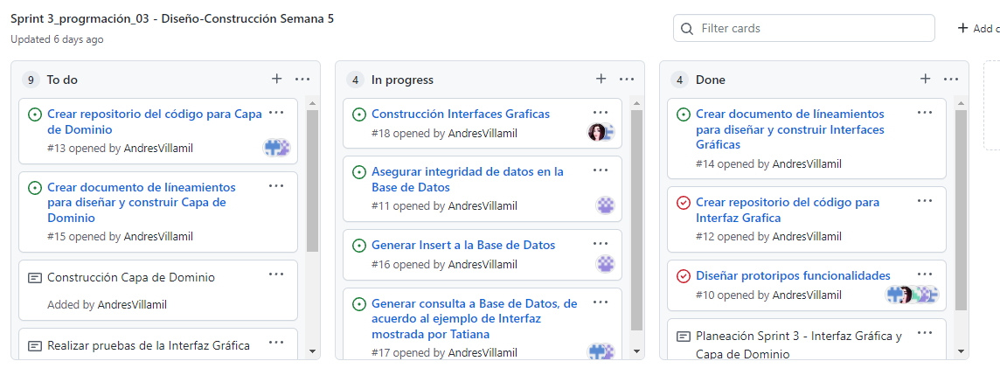 Sprint 3_progrmación_03 - Diseño-Construcción Semana 5
Updated 6 days ago
Filter cards
Add c
9 To do
Crear repositorio del código para Capa
de Dominio
#13 opened by AndresVillamil
Crear documento de líneamientos
para diseñar y construir Capa de
Dominio
#15 opened by AndresVillamil
Construcción Capa de Dominio
Added by AndresVillamil
Realizar pruebas de la Interfaz Gráfica
4 In progress
Construcción Interfaces Graficas
#18 opened by AndresVillamil
Asegurar integridad de datos en la
Base de Datos
#11 opened by AndresVillamil
Generar Insert a la Base de Datos
#16 opened by AndresVillamil
Generar consulta a Base de Datos, de
acuerdo al ejemplo de Interfaz
mostrada por Tatiana
#17 opened by AndresVillamil
4 Done
Crear documento de líneamientos
para diseñar y construir Interfaces
Gráficas
#14 opened by AndresVillamil
Crear repositorio del código para
Interfaz Grafica
#12 opened by AndresVillamil
Diseñar protoripos funcionalidades
#10 opened by AndresVillamil
Planeación Sprint 3 - Interfaz Gráfica y
Capa de Dominio